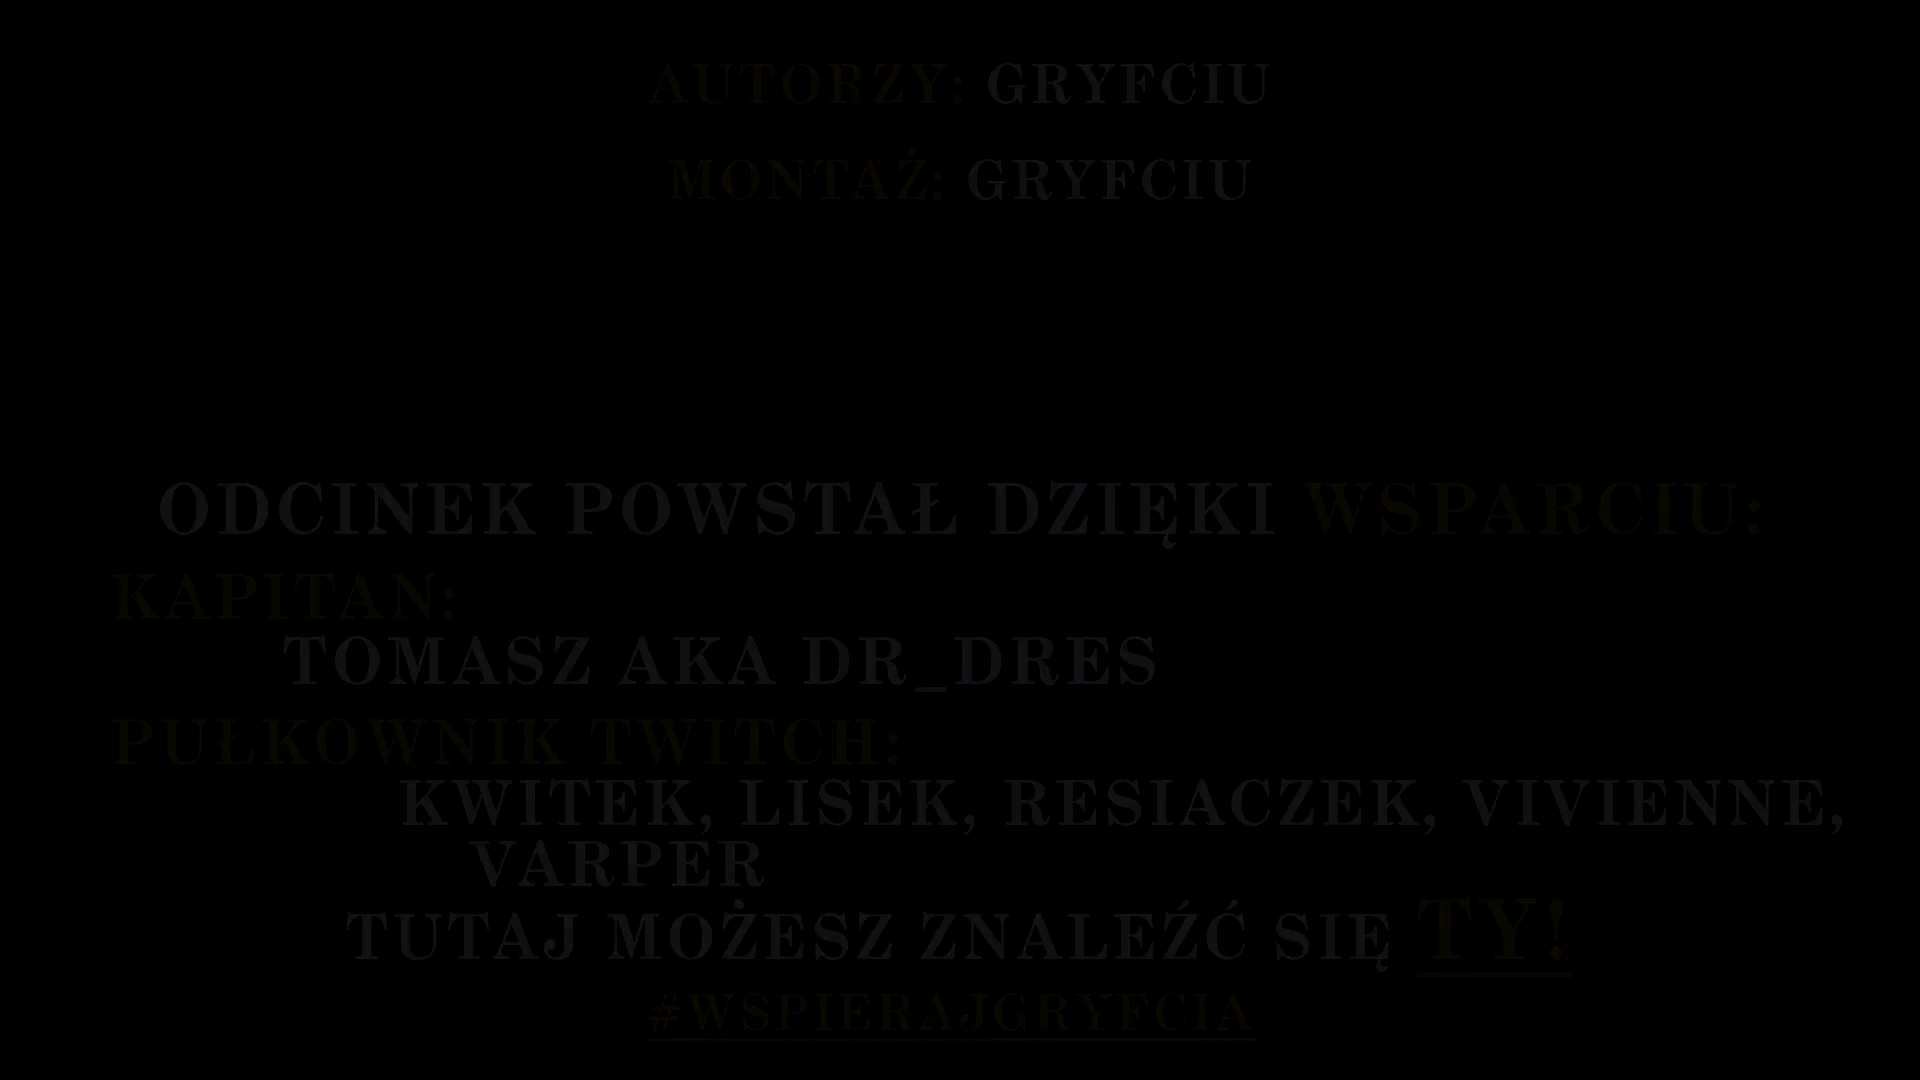 AUTORZY: GRYFCIU
MONTAŻ: GRYFCIU
ODCINEK POWSTAŁ DZIĘKI WSPARCIU:
KAPITAN:
TOMASZ AKA DR_DRES
PUŁKOWNIK TWITCH:
KWITEK, LISEK, RESIACZEK, VIVIENNE,
VARPER
TUTAJ MOŻESZ ZNALEŹĆ SIĘ TY!
#WSPIERAJGRYFCIA